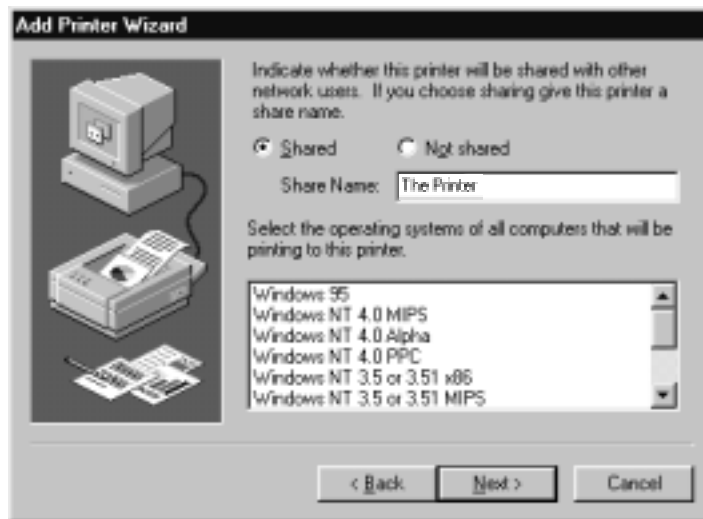 Add Printer Wizard
Indicate whether this printer will be shared with other
network users. If you choose sharing give this printer a
share name.
Shared Not shared
Share Name: The Printer
Select the operating systems of all computers that will be
printing to this printer.
Windows 95
Windows NT 4.0 MIPS
Windows NT 4.0 Alpha
Windows NT 4.0 PPC
Windows NT 3.5 or 3.51 x86
Windows NT 3.5 or 3.51 MIPS
< Back Next > Cancel